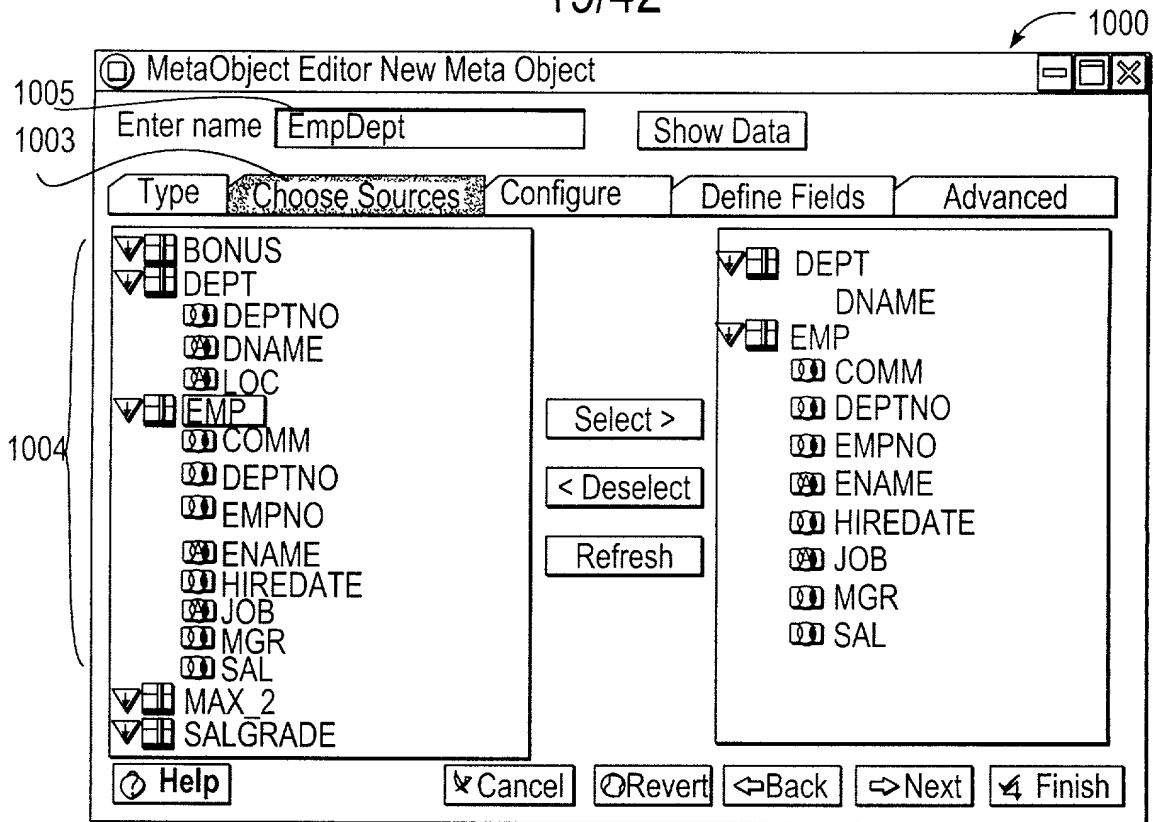 1000
MetaObject Editor New Meta Object
1005
Enter name EmpDept Show Data
1003
Type Choose Sources Configure Define Fields Advanced
BONUS
DEPT
DEPTNO
DNAME
LOC
EMP
COMM
DEPTNO
EMPNO
ENAME
HIREDATE
JOB
MGR
SAL
MAX_2
SALGRADE
1004
Select >
< Deselect
Refresh
DEPT
DNAME
EMP
COMM
DEPTNO
EMPNO
ENAME
HIREDATE
JOB
MGR
SAL
Help Cancel Revert Back Next Finish